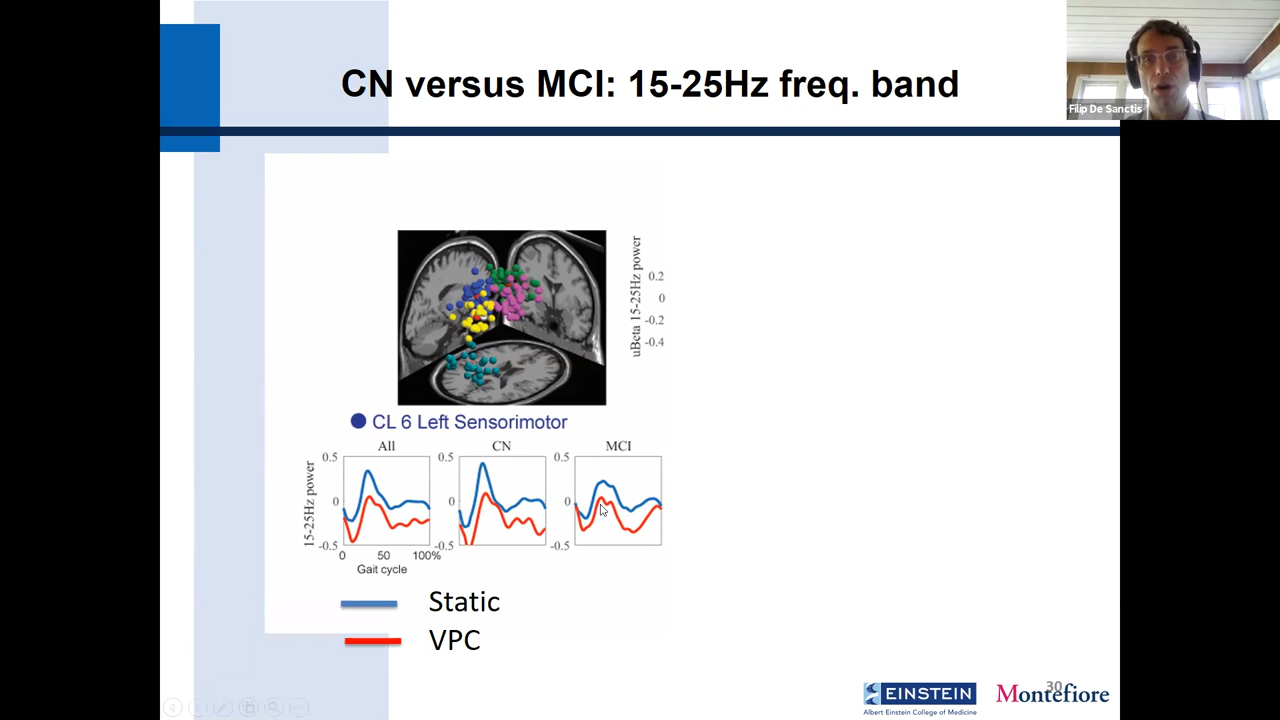 CN versus MCI: 15-25Hz freq. band
Filip De Sanctis
uBeta 15-25Hz power
0.2
0
-0.2
-0.4
CL 6 Left Sensorimotor
All
CN
MCI
15-25Hz power
0.5
0
-0.5
0.5
0
-0.5
0.5
0
-0.5
0
50
100%
Gait cycle
Static
VPC
30
EINSTEIN
Albert Einstein College of Medicine
Montefiore